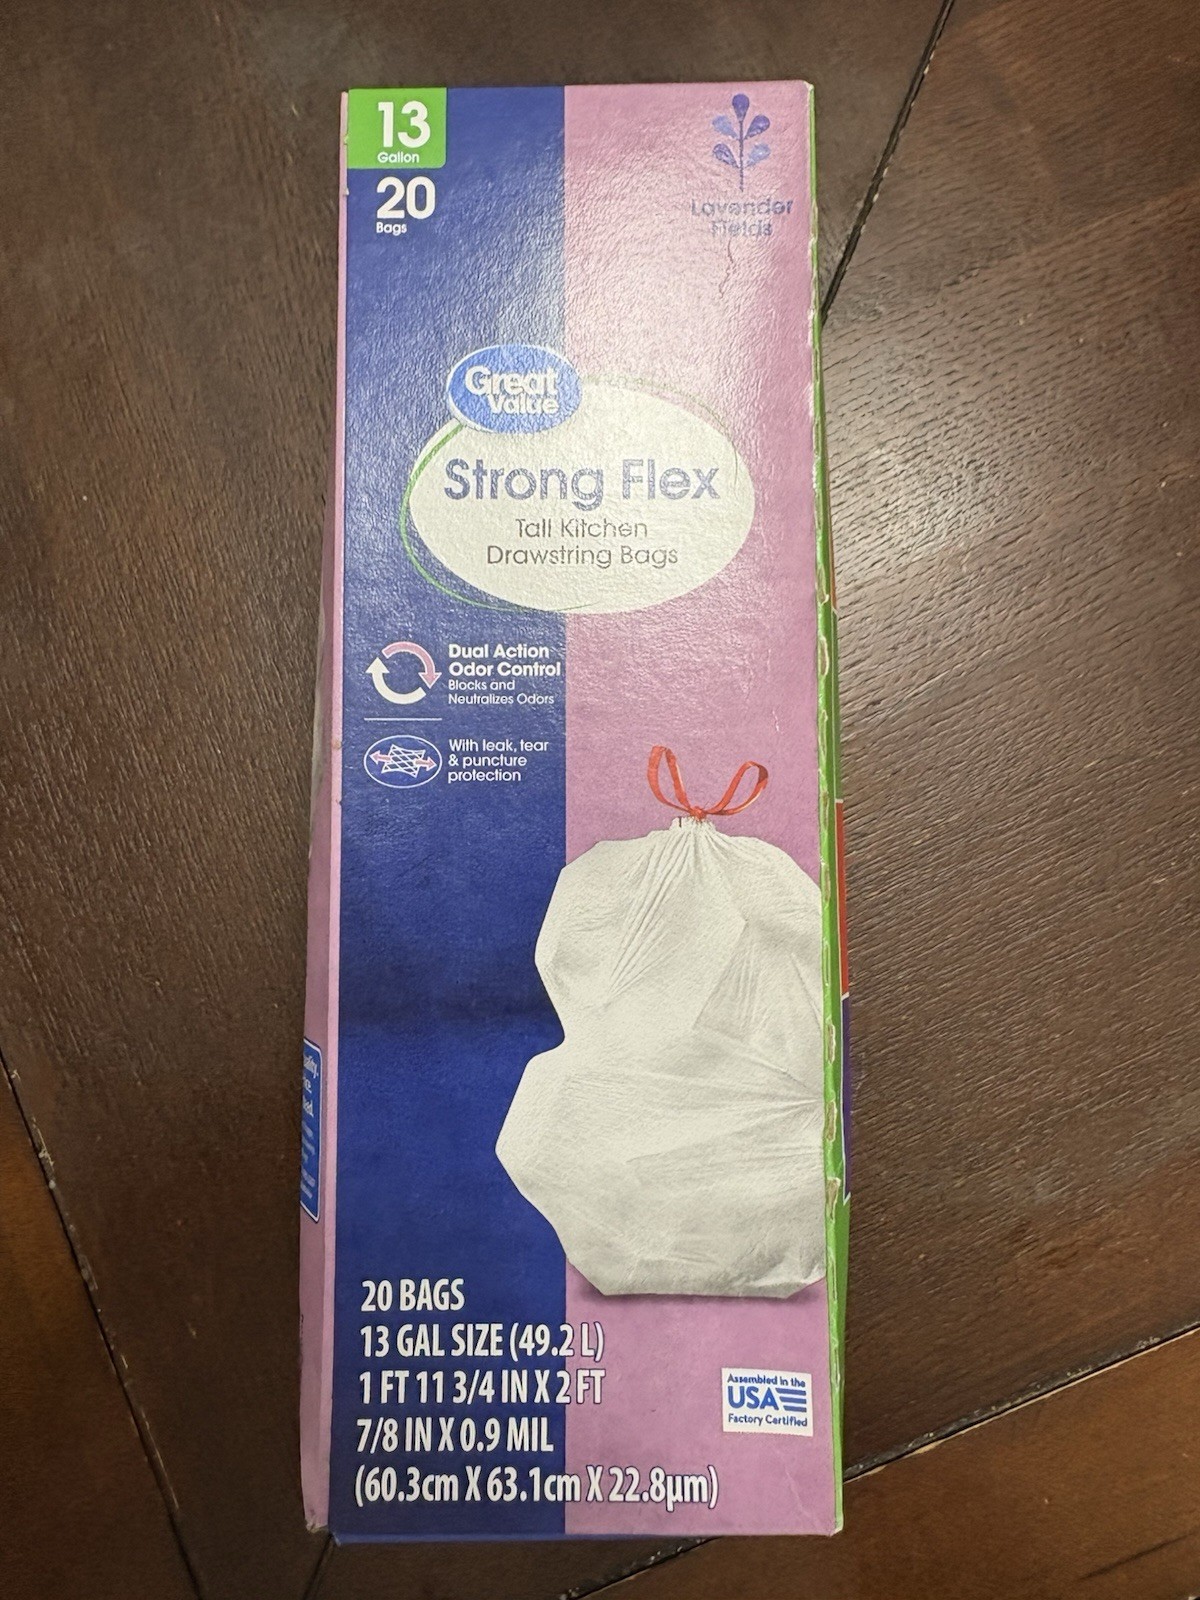 13
Gallon
20
Bags
Lavender
Fields
Great
Value
Strong Flex
Tall Kitchen
Drawstring Bags
Dual Action
Odor Control
Blocks and
Neutralizes Odors
With leak, tear
& puncture
protection
20 BAGS
13 GAL SIZE (49.2 L)
1 FT 11 3/4 IN X 2 FT
7/8 IN X 0.9 MIL
(60.3cm X 63.1cm X 22.8µm)
Assembled in the
USA
Factory Certified